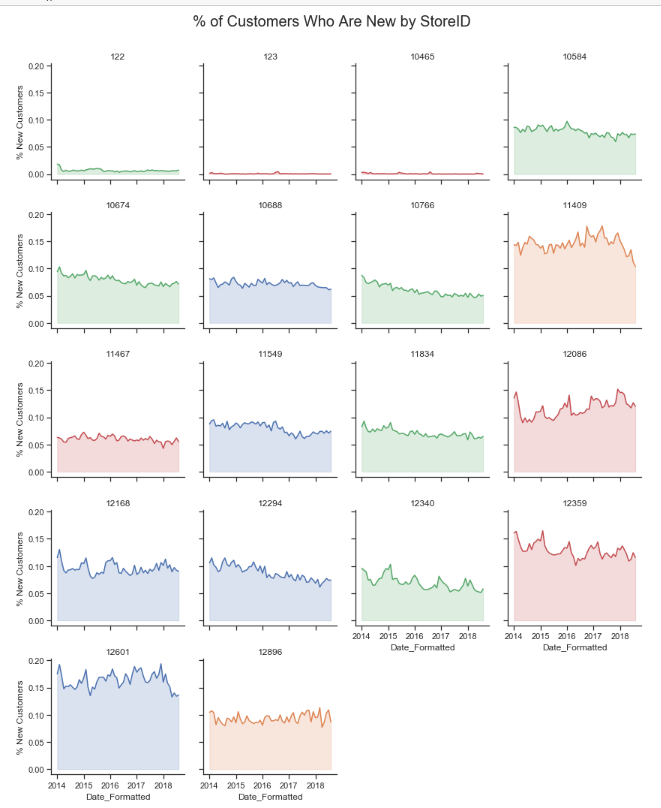 % of Customers Who Are New by StoreID
122 123 10465 10584
0.20
0.15
0.10
0.05
0.00
% New Customers
10674 10688 10766 11409
0.20
0.15
0.10
0.05
0.00
% New Customers
11467 11549 11834 12086
0.20
0.15
0.10
0.05
0.00
% New Customers
12168 12294 12340 12359
0.20
0.15
0.10
0.05
0.00
% New Customers
2014 2015 2016 2017 2018 2014 2015 2016 2017 2018
Date_Formatted Date_Formatted
12601 12896
0.20
0.15
0.10
0.05
0.00
% New Customers
2014 2015 2016 2017 2018 2014 2015 2016 2017 2018
Date_Formatted Date_Formatted